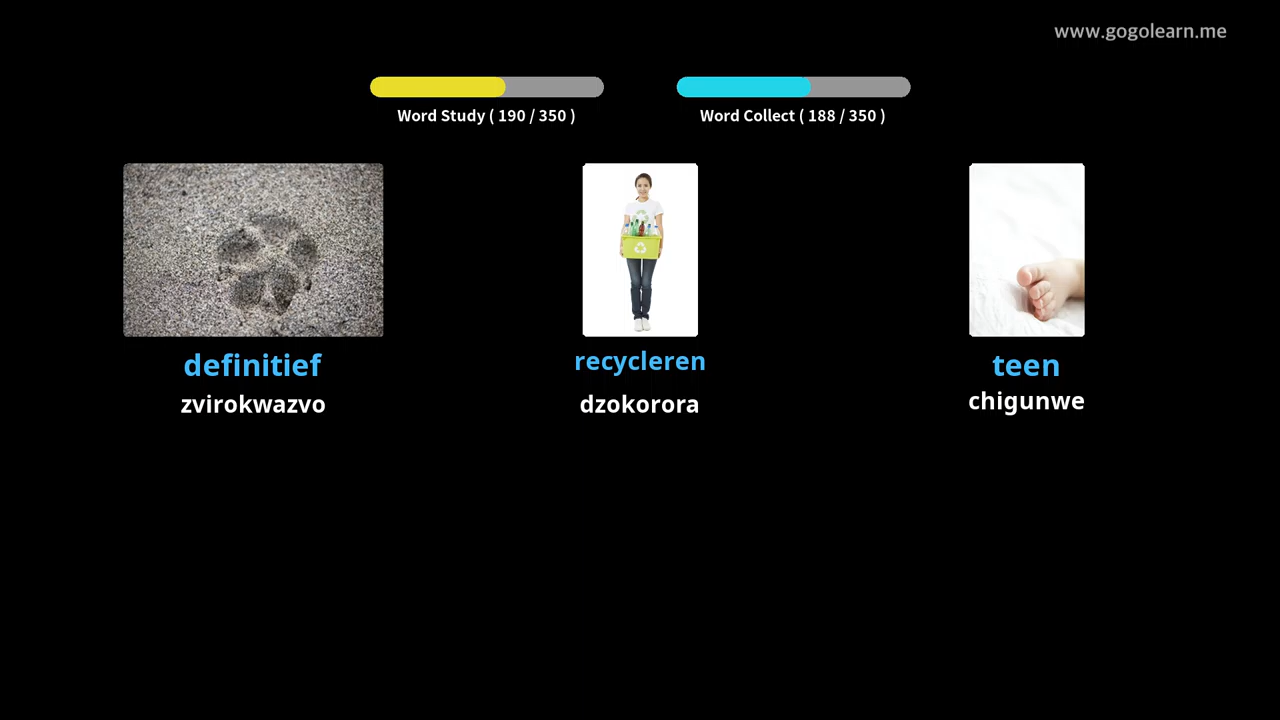 www.gogolearn.me
Word Study ( 190 / 350 )
Word Collect ( 188 / 350 )
definitief
recycleren
teen
zvirokwazvo
dzokorora
chigunwe